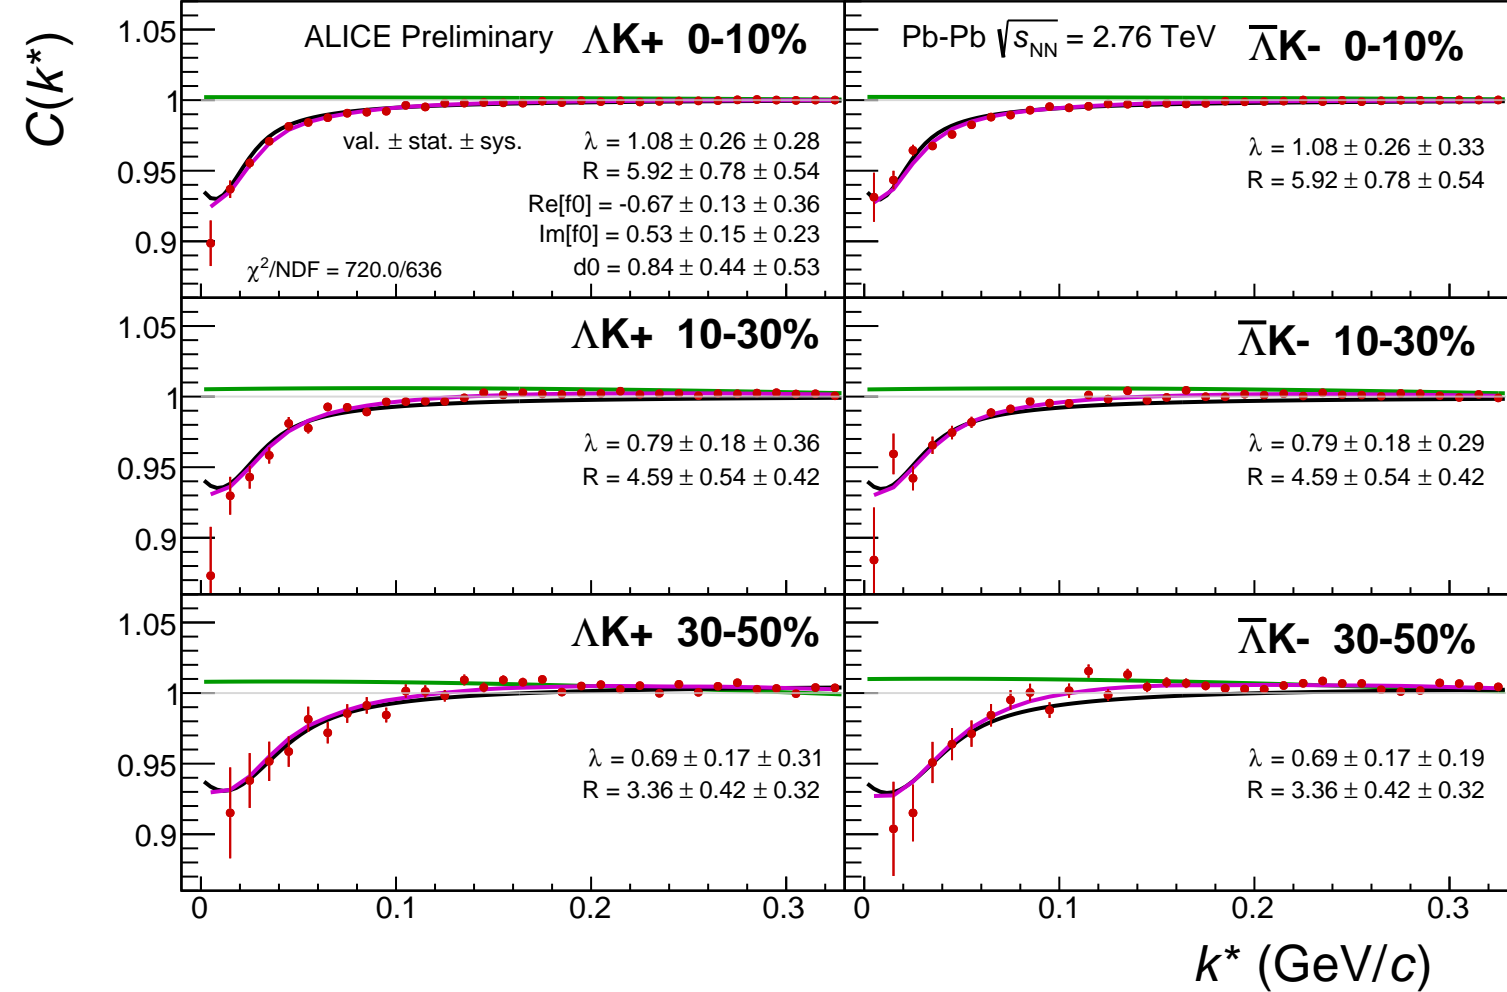 C(k*)
ALICE Preliminary ΛK+ 0-10%
1.05
1
0.95
0.9
val. ± stat. ± sys.
λ = 1.08 ± 0.26 ± 0.28
R = 5.92 ± 0.78 ± 0.54
Re[f0] = -0.67 ± 0.13 ± 0.36
Im[f0] = 0.53 ± 0.15 ± 0.23
d0 = 0.84 ± 0.44 ± 0.53
χ²/NDF = 720.0/636
Pb-Pb √s_NN = 2.76 TeV Λ̅K- 0-10%
λ = 1.08 ± 0.26 ± 0.33
R = 5.92 ± 0.78 ± 0.54
ΛK+ 10-30%
1.05
1
0.95
0.9
λ = 0.79 ± 0.18 ± 0.36
R = 4.59 ± 0.54 ± 0.42
Λ̅K- 10-30%
λ = 0.79 ± 0.18 ± 0.29
R = 4.59 ± 0.54 ± 0.42
ΛK+ 30-50%
1.05
1
0.95
0.9
λ = 0.69 ± 0.17 ± 0.31
R = 3.36 ± 0.42 ± 0.32
Λ̅K- 30-50%
λ = 0.69 ± 0.17 ± 0.19
R = 3.36 ± 0.42 ± 0.32
0 0.1 0.2 0.3 0 0.1 0.2 0.3
k* (GeV/c)